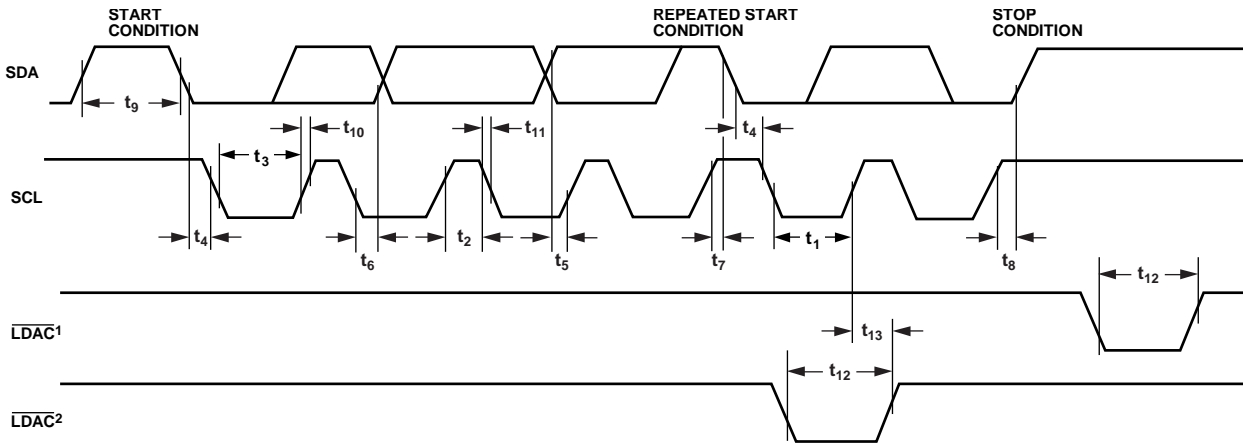 START
CONDITION
REPEATED START
CONDITION
STOP
CONDITION
SDA
t9
t10
t11
t4
t3
SCL
t4
t6
t2
t5
t7
t1
t8
t12
LDAC1
t13
t12
LDAC2